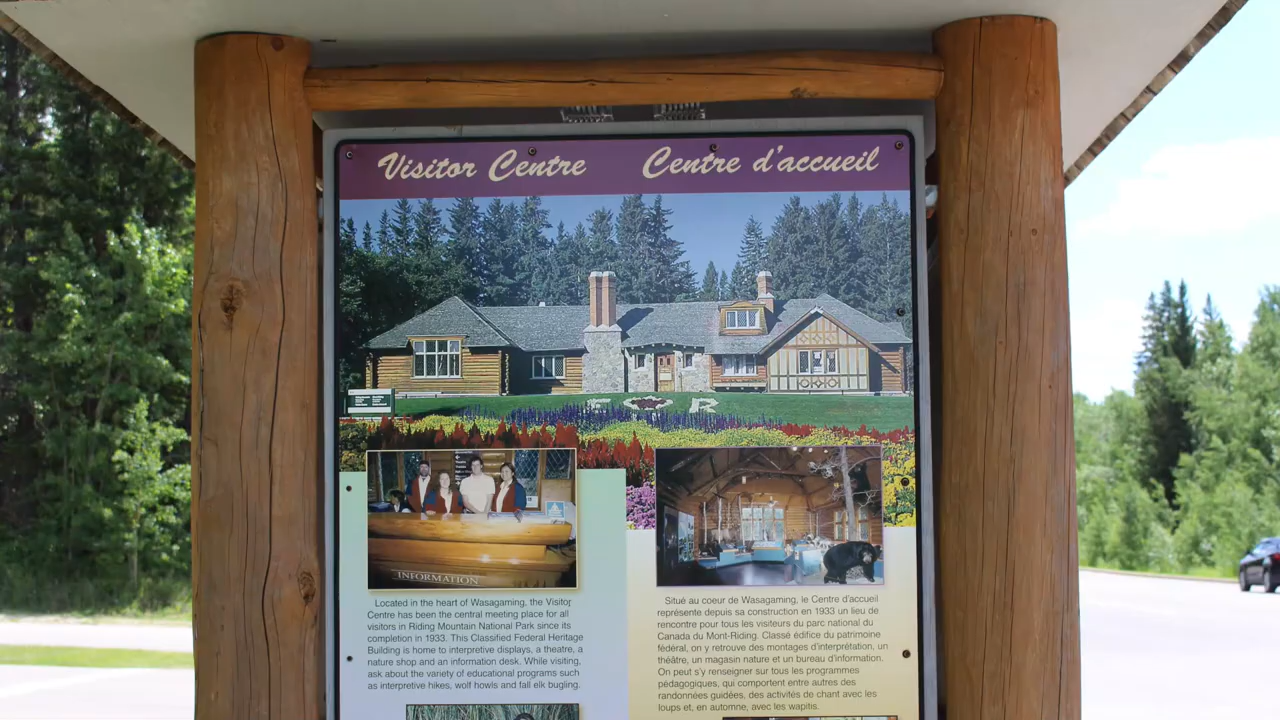 Visitor Centre Centre d'accueil
INFORMATION
Located in the heart of Wasagaming, the Visitor
Centre has been the central meeting place for all
visitors in Riding Mountain National Park since its
completion in 1933. This Classified Federal Heritage
Building is home to interpretive displays, a theatre, a
nature shop and an information desk. While visiting,
ask about the variety of educational programs such
as interpretive hikes, wolf howls and fall elk bugling.
Situé au coeur de Wasagaming, le Centre d'accueil
représente depuis sa construction en 1933 un lieu de
rencontre pour tous les visiteurs du parc national du
Canada du Mont-Riding. Classé édifice du patrimoine
fédéral, on y retrouve des montages d'interprétation, un
théâtre, un magasin nature et un bureau d'information.
On peut s'y renseigner sur tous les programmes
pédagogiques, qui comportent entre autres des
randonnées guidées, des activités de chant avec les
loups et, en automne, avec les wapitis.